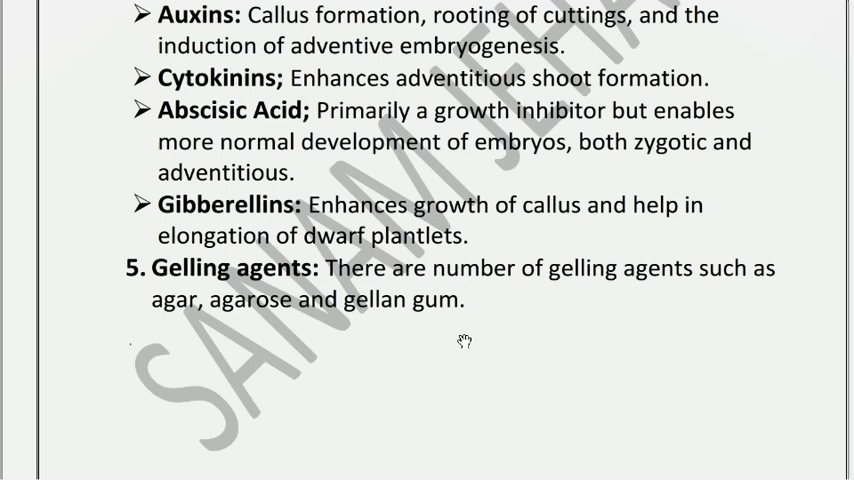 ➢ Auxins: Callus formation, rooting of cuttings, and the
induction of adventive embryogenesis.
➢ Cytokinins; Enhances adventitious shoot formation.
➢ Abscisic Acid; Primarily a growth inhibitor but enables
more normal development of embryos, both zygotic and
adventitious.
➢ Gibberellins: Enhances growth of callus and help in
elongation of dwarf plantlets.
5. Gelling agents: There are number of gelling agents such as
agar, agarose and gellan gum.
SANAM JEHA